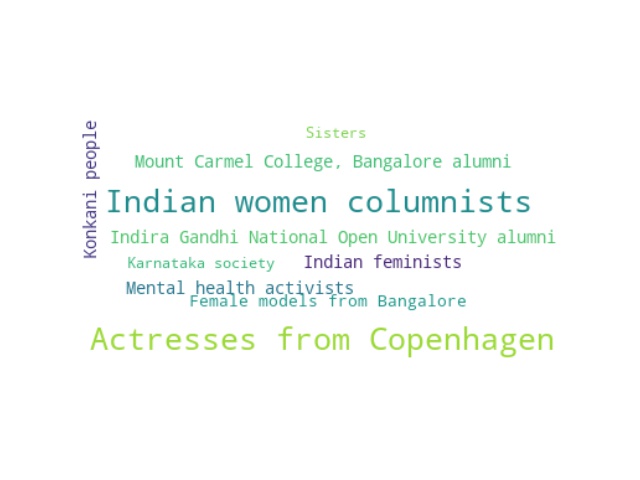 Sisters
Konkani people
Mount Carmel College, Bangalore alumni
Indian women columnists
Indira Gandhi National Open University alumni
Karnataka society
Indian feminists
Mental health activists
Female models from Bangalore
Actresses from Copenhagen